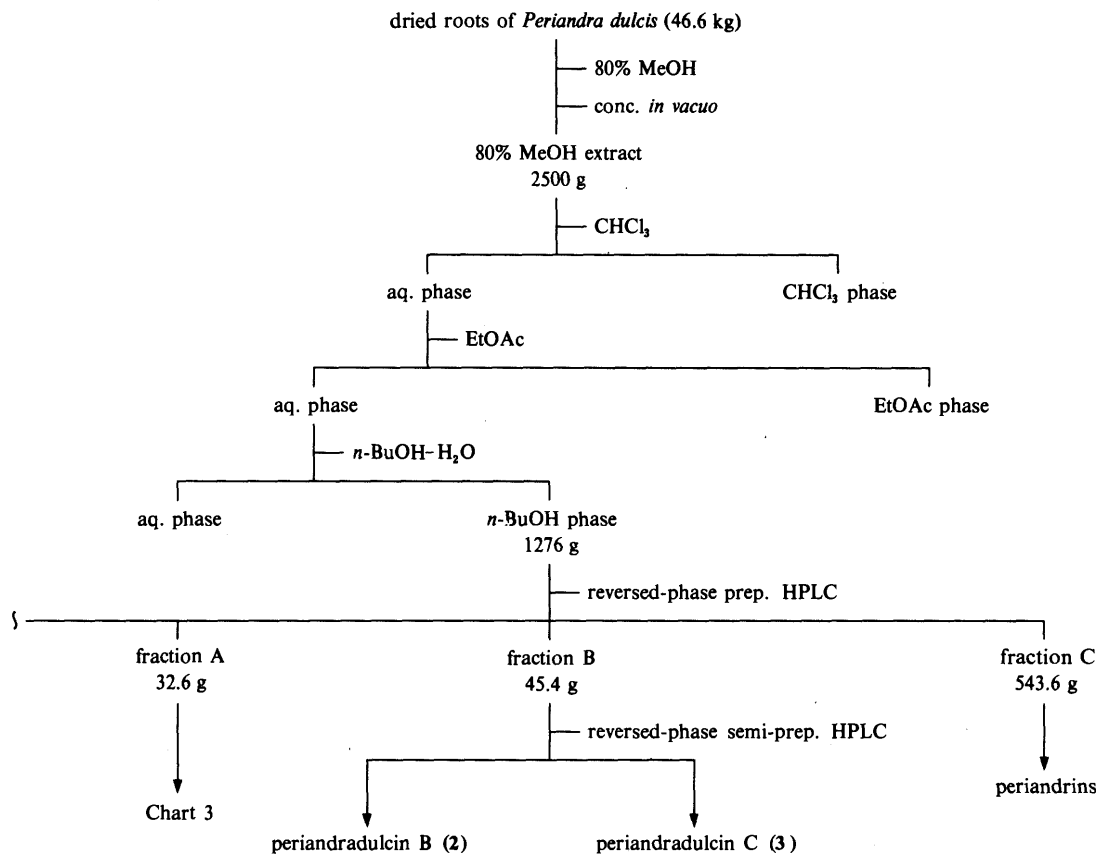 dried roots of Periandra dulcis (46.6 kg)
80% MeOH
conc. in vacuo
80% MeOH extract
2500 g
CHCl₃
aq. phase
CHCl₃ phase
EtOAc
aq. phase
EtOAc phase
n-BuOH–H₂O
aq. phase
n-BuOH phase
1276 g
reversed-phase prep. HPLC
fraction A
32.6 g
fraction B
45.4 g
fraction C
543.6 g
reversed-phase semi-prep. HPLC
Chart 3
periandrins
periandradulcin B (2)
periandradulcin C (3)